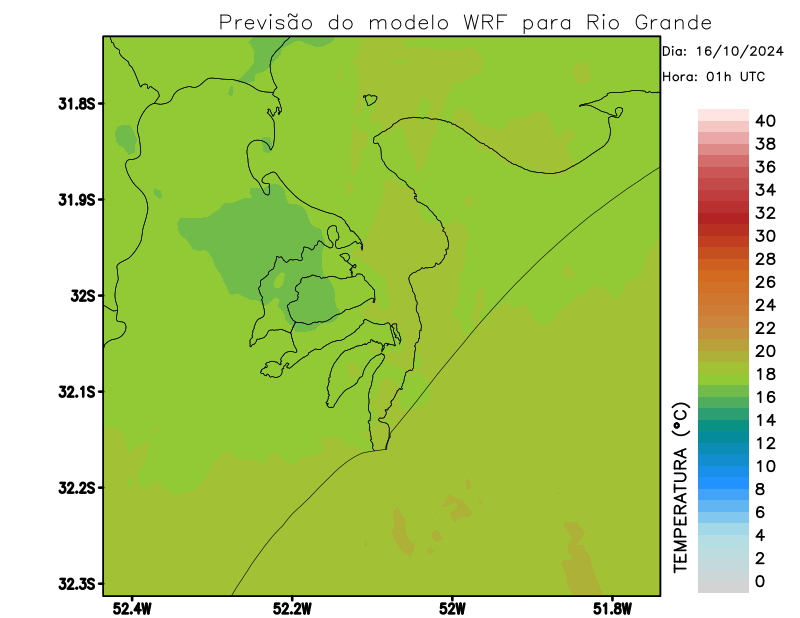 Previsão do modelo WRF para Rio Grande
Dia: 16/10/2024
Hora: 01h UTC
31.8S
31.9S
32S
32.1S
32.2S
32.3S
52.4W
52.2W
52W
51.8W
TEMPERATURA (°C)
40
38
36
34
32
30
28
26
24
22
20
18
16
14
12
10
8
6
4
2
0